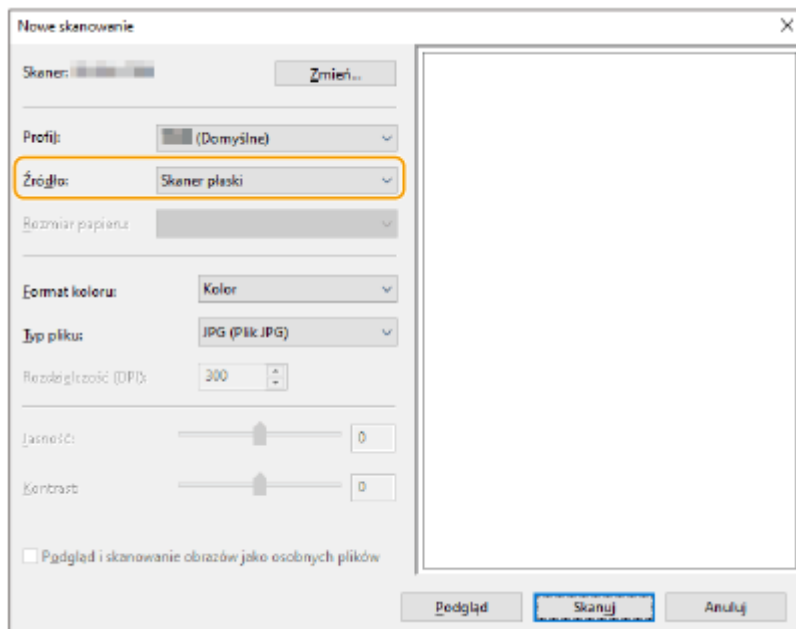 Nowe skanowanie
Skaner:
Zmień...
Profil:
(Domyślne)
Źródło:
Skaner płaski
Rozmiar papieru:
Format koloru:
Kolor
Typ pliku:
JPG (Plik JPG)
Rozdzielczość (DPI):
300
Jasność:
0
Kontrast:
0
Podgląd i skanowanie obrazów jako osobnych plików
Podgląd
Skanuj
Anuluj